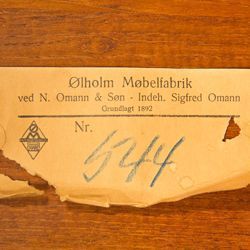 Ølholm Møbelfabrik
ved N. Omann & Søn - Indeh. Sigfred Omann
Grundlagt 1892
Nr.
544